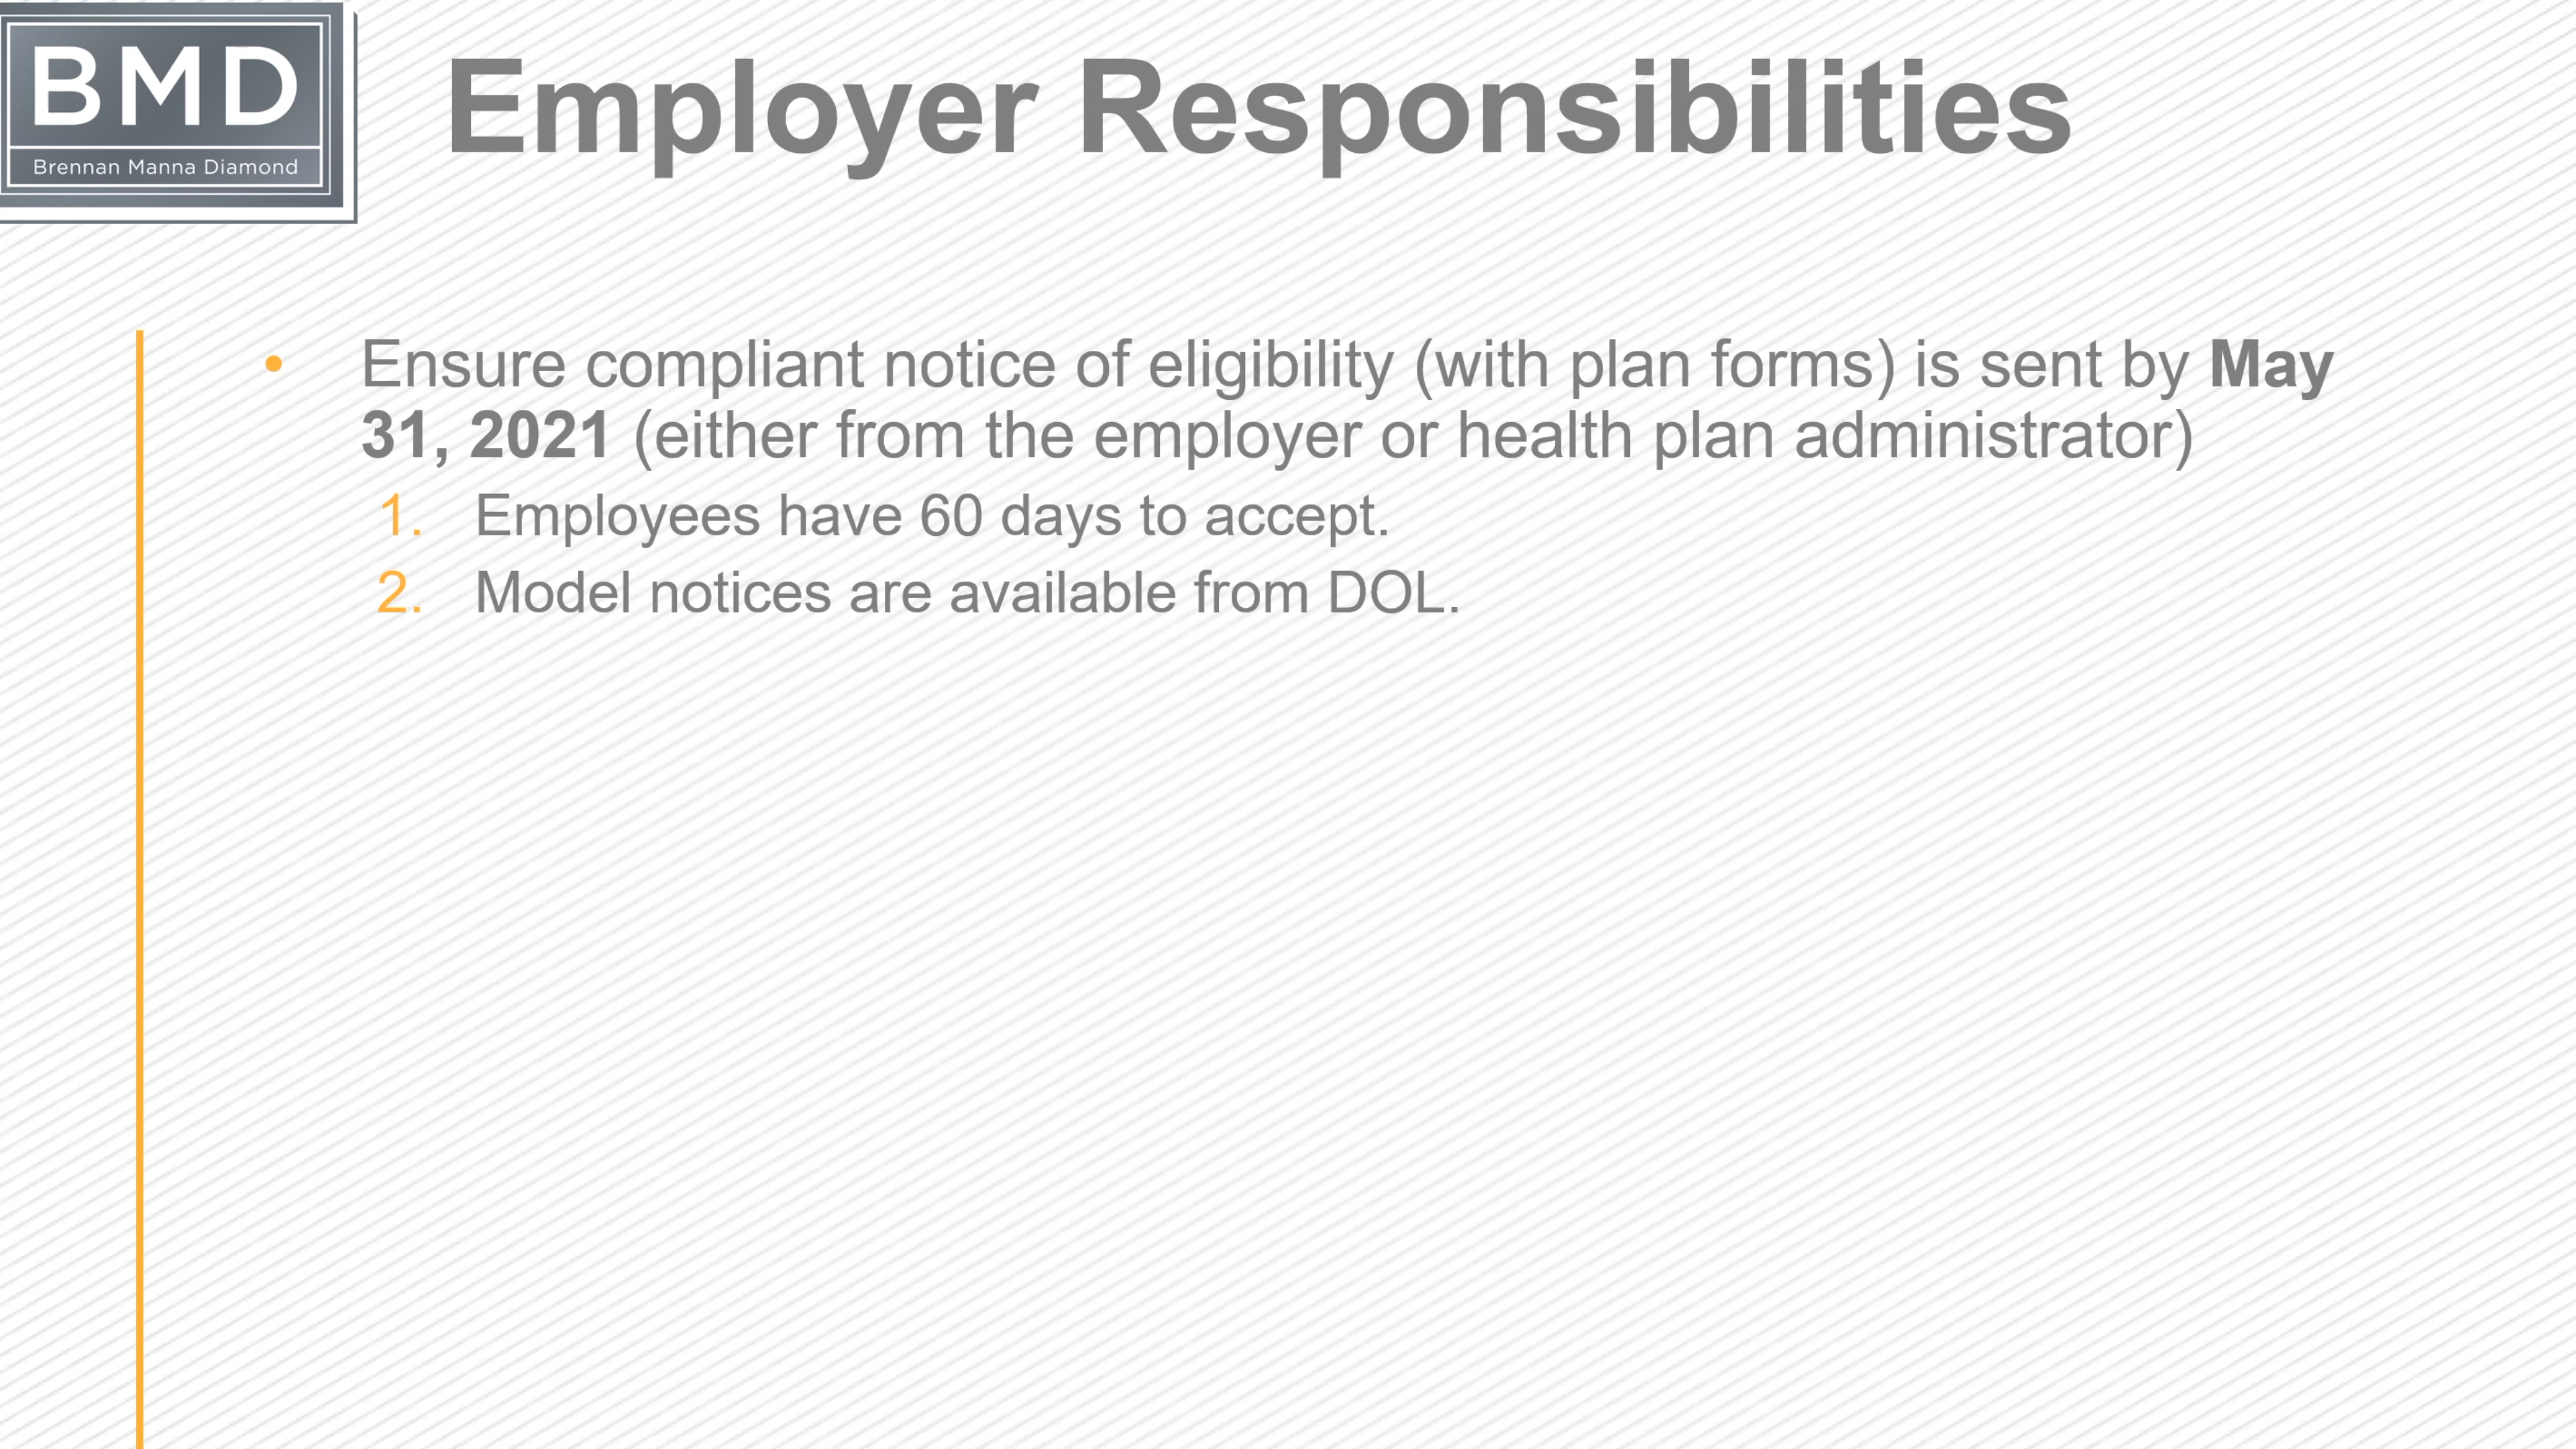 BMD
Brennan Manna Diamond
Employer Responsibilities
• Ensure compliant notice of eligibility (with plan forms) is sent by May
31, 2021 (either from the employer or health plan administrator)
1. Employees have 60 days to accept.
2. Model notices are available from DOL.